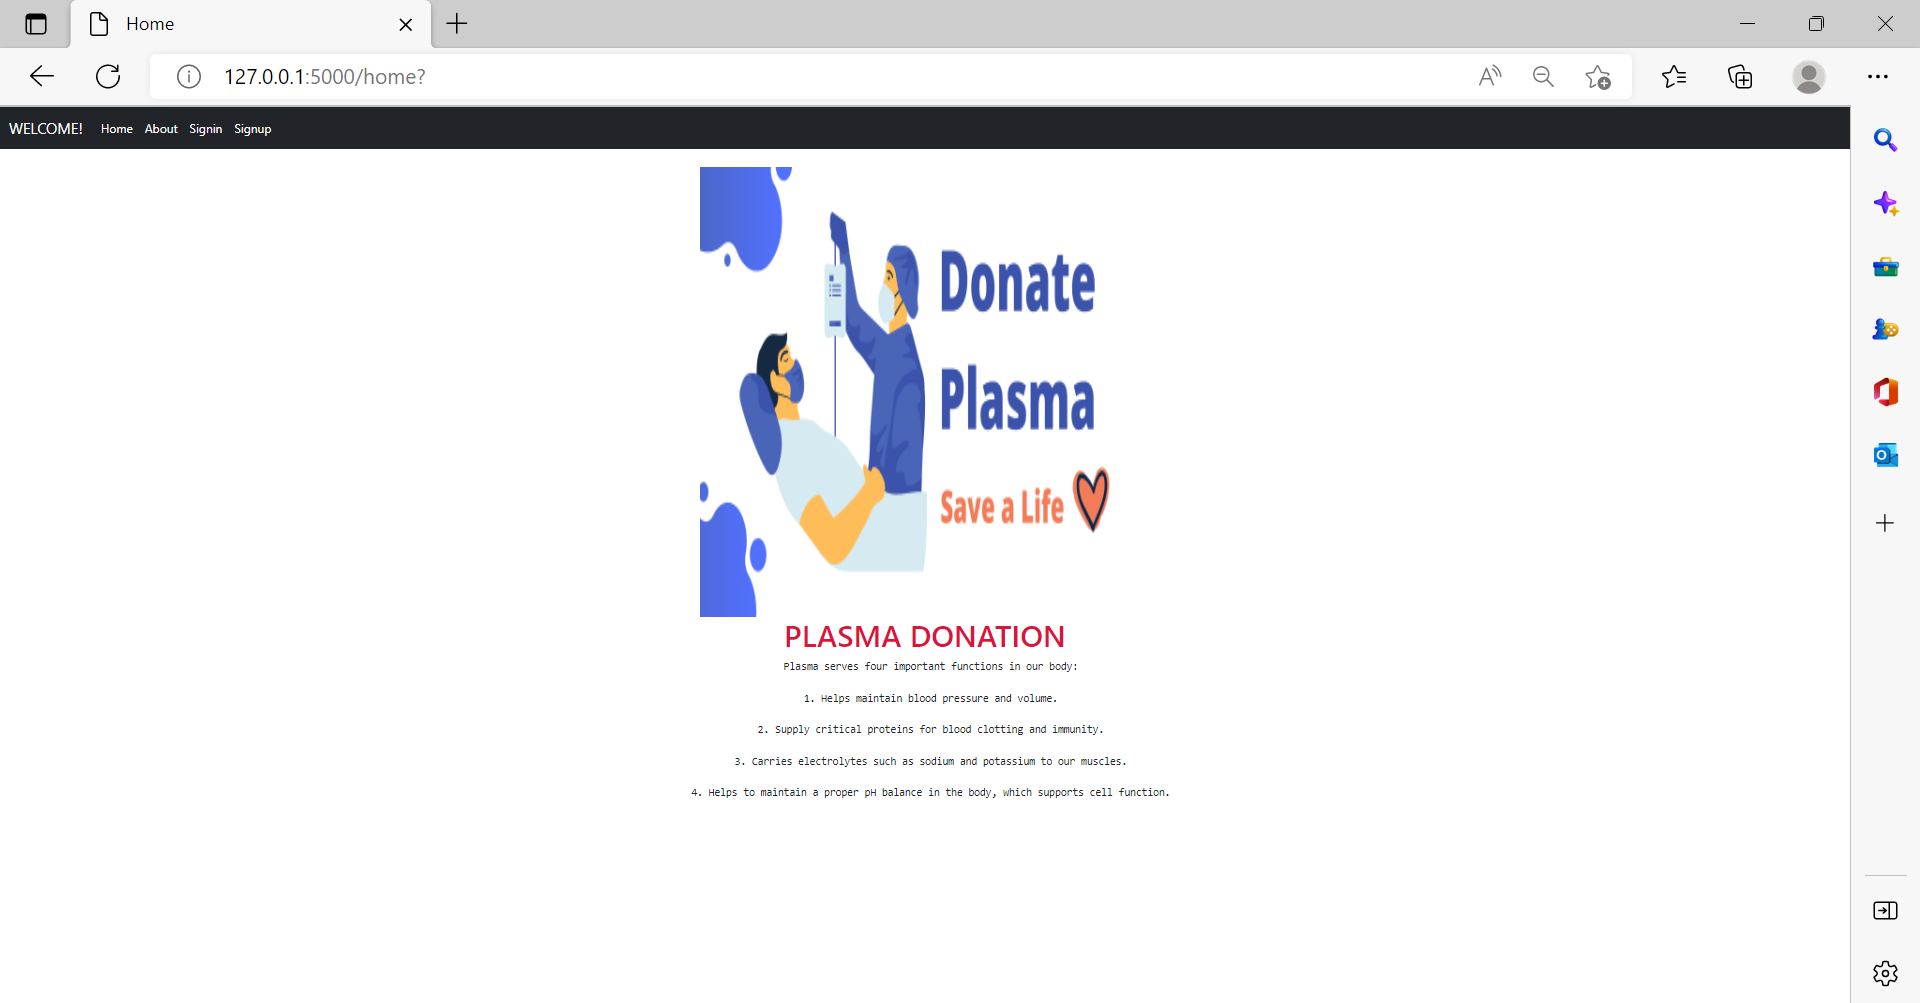 Home
127.0.0.1:5000/home?
WELCOME! Home About Signin Signup
Donate
Plasma
Save a Life
PLASMA DONATION
Plasma serves four important functions in our body:
1. Helps maintain blood pressure and volume.
2. Supply critical proteins for blood clotting and immunity.
3. Carries electrolytes such as sodium and potassium to our muscles.
4. Helps to maintain a proper pH balance in the body, which supports cell function.